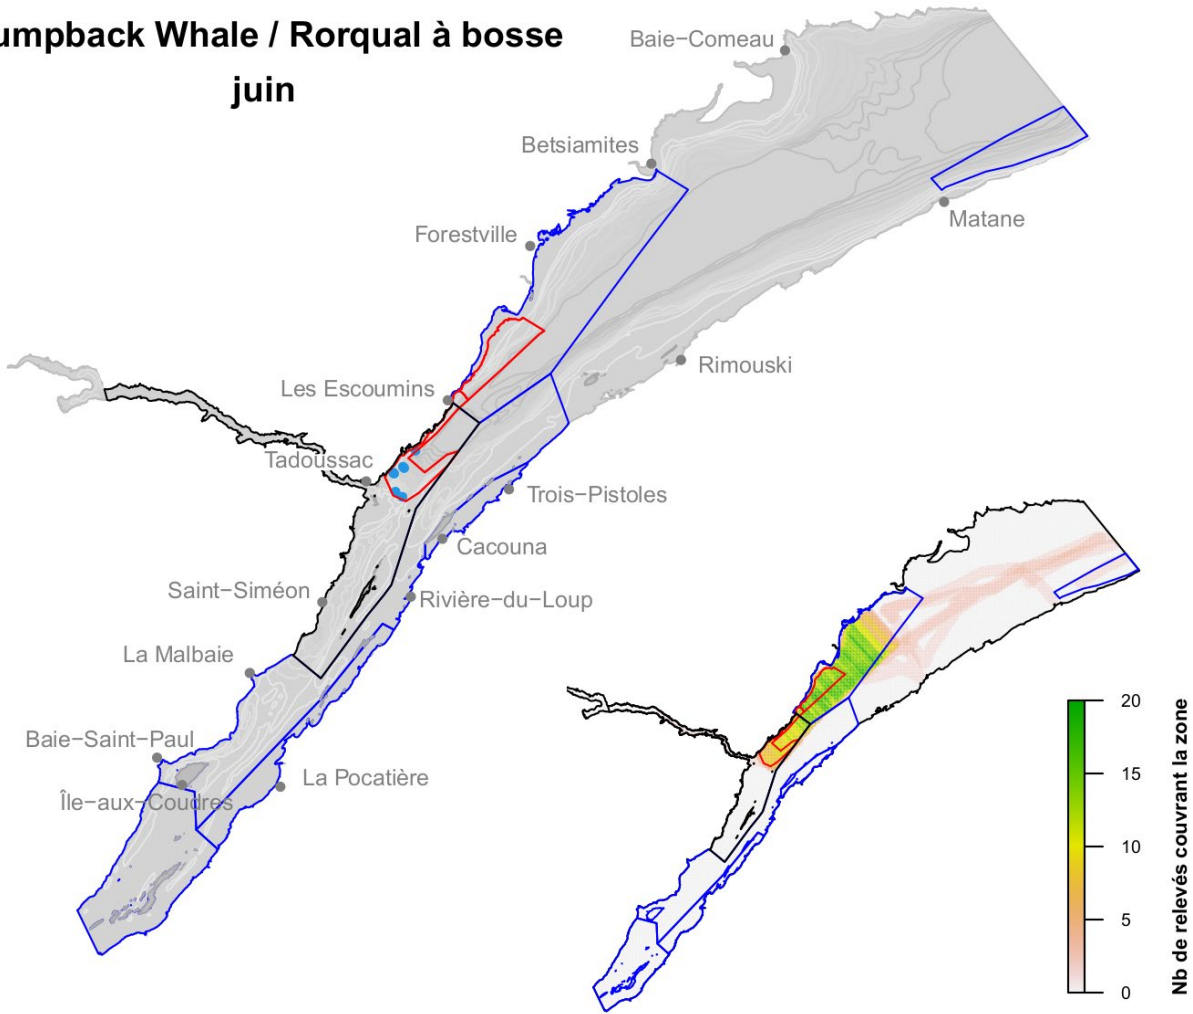 umpback Whale / Rorqual à bosse
juin
Baie−Comeau
Betsiamites
Forestville
Matane
Les Escoumins
Rimouski
Tadoussac
Trois−Pistoles
Cacouna
Saint−Siméon
Rivière−du−Loup
La Malbaie
Baie−Saint−Paul
La Pocatière
Île−aux−Coudres
20
15
10
5
0
Nb de relevés couvrant la zone